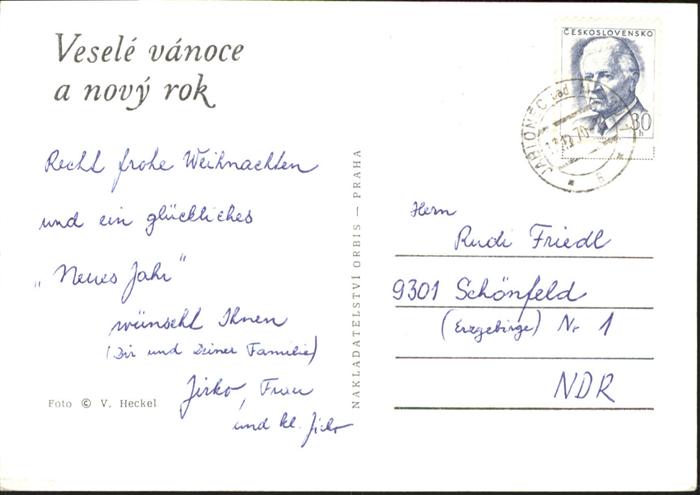 Veselé vánoce
a nový rok
Recht frohe Weihnachten
und ein glückliches
„Neues Jahr"
wünscht Ihnen
(Dir und Deiner Familie)
Jirko, Frau
und kl. Jirko
Foto © V. Heckel
NAKLADATELSTVÍ ORBIS — PRAHA
ČESKOSLOVENSKO
30
h
JABLONEC nad
6
Herrn
Rudi Friedl
9301 Schönfeld
(Erzgebirge) Nr 1
NDR